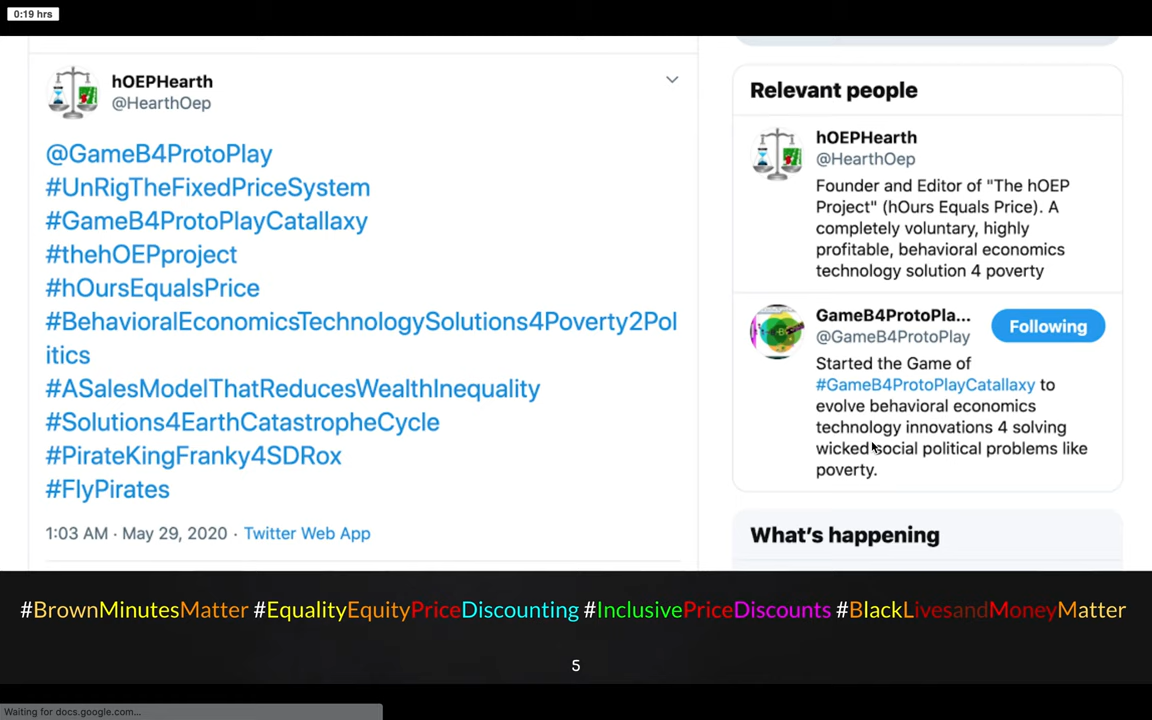 0:19 hrs
hOEPHearth
@HearthOep
@GameB4ProtoPlay
#UnRigTheFixedPriceSystem
#GameB4ProtoPlayCatallaxy
#thehOEPproject
#hOursEqualsPrice
#BehavioralEconomicsTechnologySolutions4Poverty2Pol
itics
#ASalesModelThatReducesWealthInequality
#Solutions4EarthCatastropheCycle
#PirateKingFranky4SDRox
#FlyPirates
1:03 AM · May 29, 2020 · Twitter Web App
Relevant people
hOEPHearth
@HearthOep
Founder and Editor of "The hOEP
Project" (hOurs Equals Price). A
completely voluntary, highly
profitable, behavioral economics
technology solution 4 poverty
GameB4ProtoPla...
Following
@GameB4ProtoPlay
Started the Game of
#GameB4ProtoPlayCatallaxy to
evolve behavioral economics
technology innovations 4 solving
wicked social political problems like
poverty.
What's happening
#BrownMinutesMatter #EqualityEquityPriceDiscounting #InclusivePriceDiscounts #BlackLivesandMoneyMatter
5
Waiting for docs.google.com...